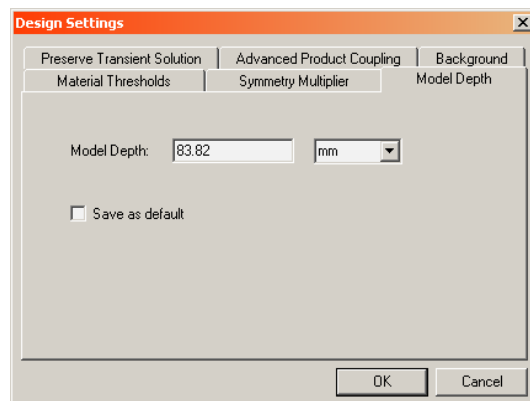 Design Settings
Preserve Transient Solution Advanced Product Coupling Background
Material Thresholds Symmetry Multiplier Model Depth
Model Depth: 83.82 mm
Save as default
OK Cancel